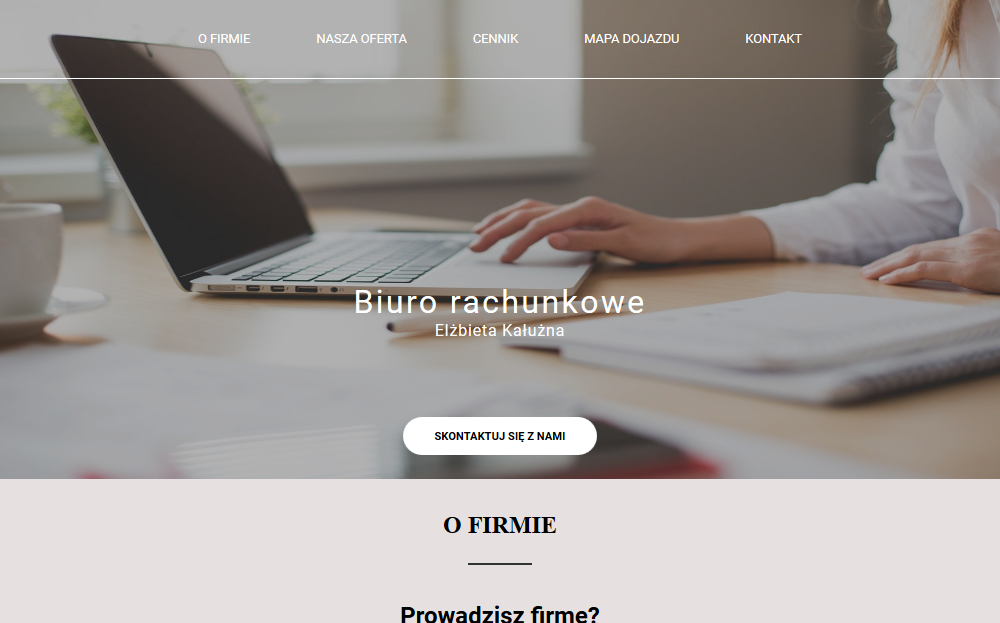 O FIRMIE
NASZA OFERTA
CENNIK
MAPA DOJAZDU
KONTAKT
Biuro rachunkowe
Elżbieta Kałużna
SKONTAKTUJ SIĘ Z NAMI
O FIRMIE
Prowadzisz firmę?